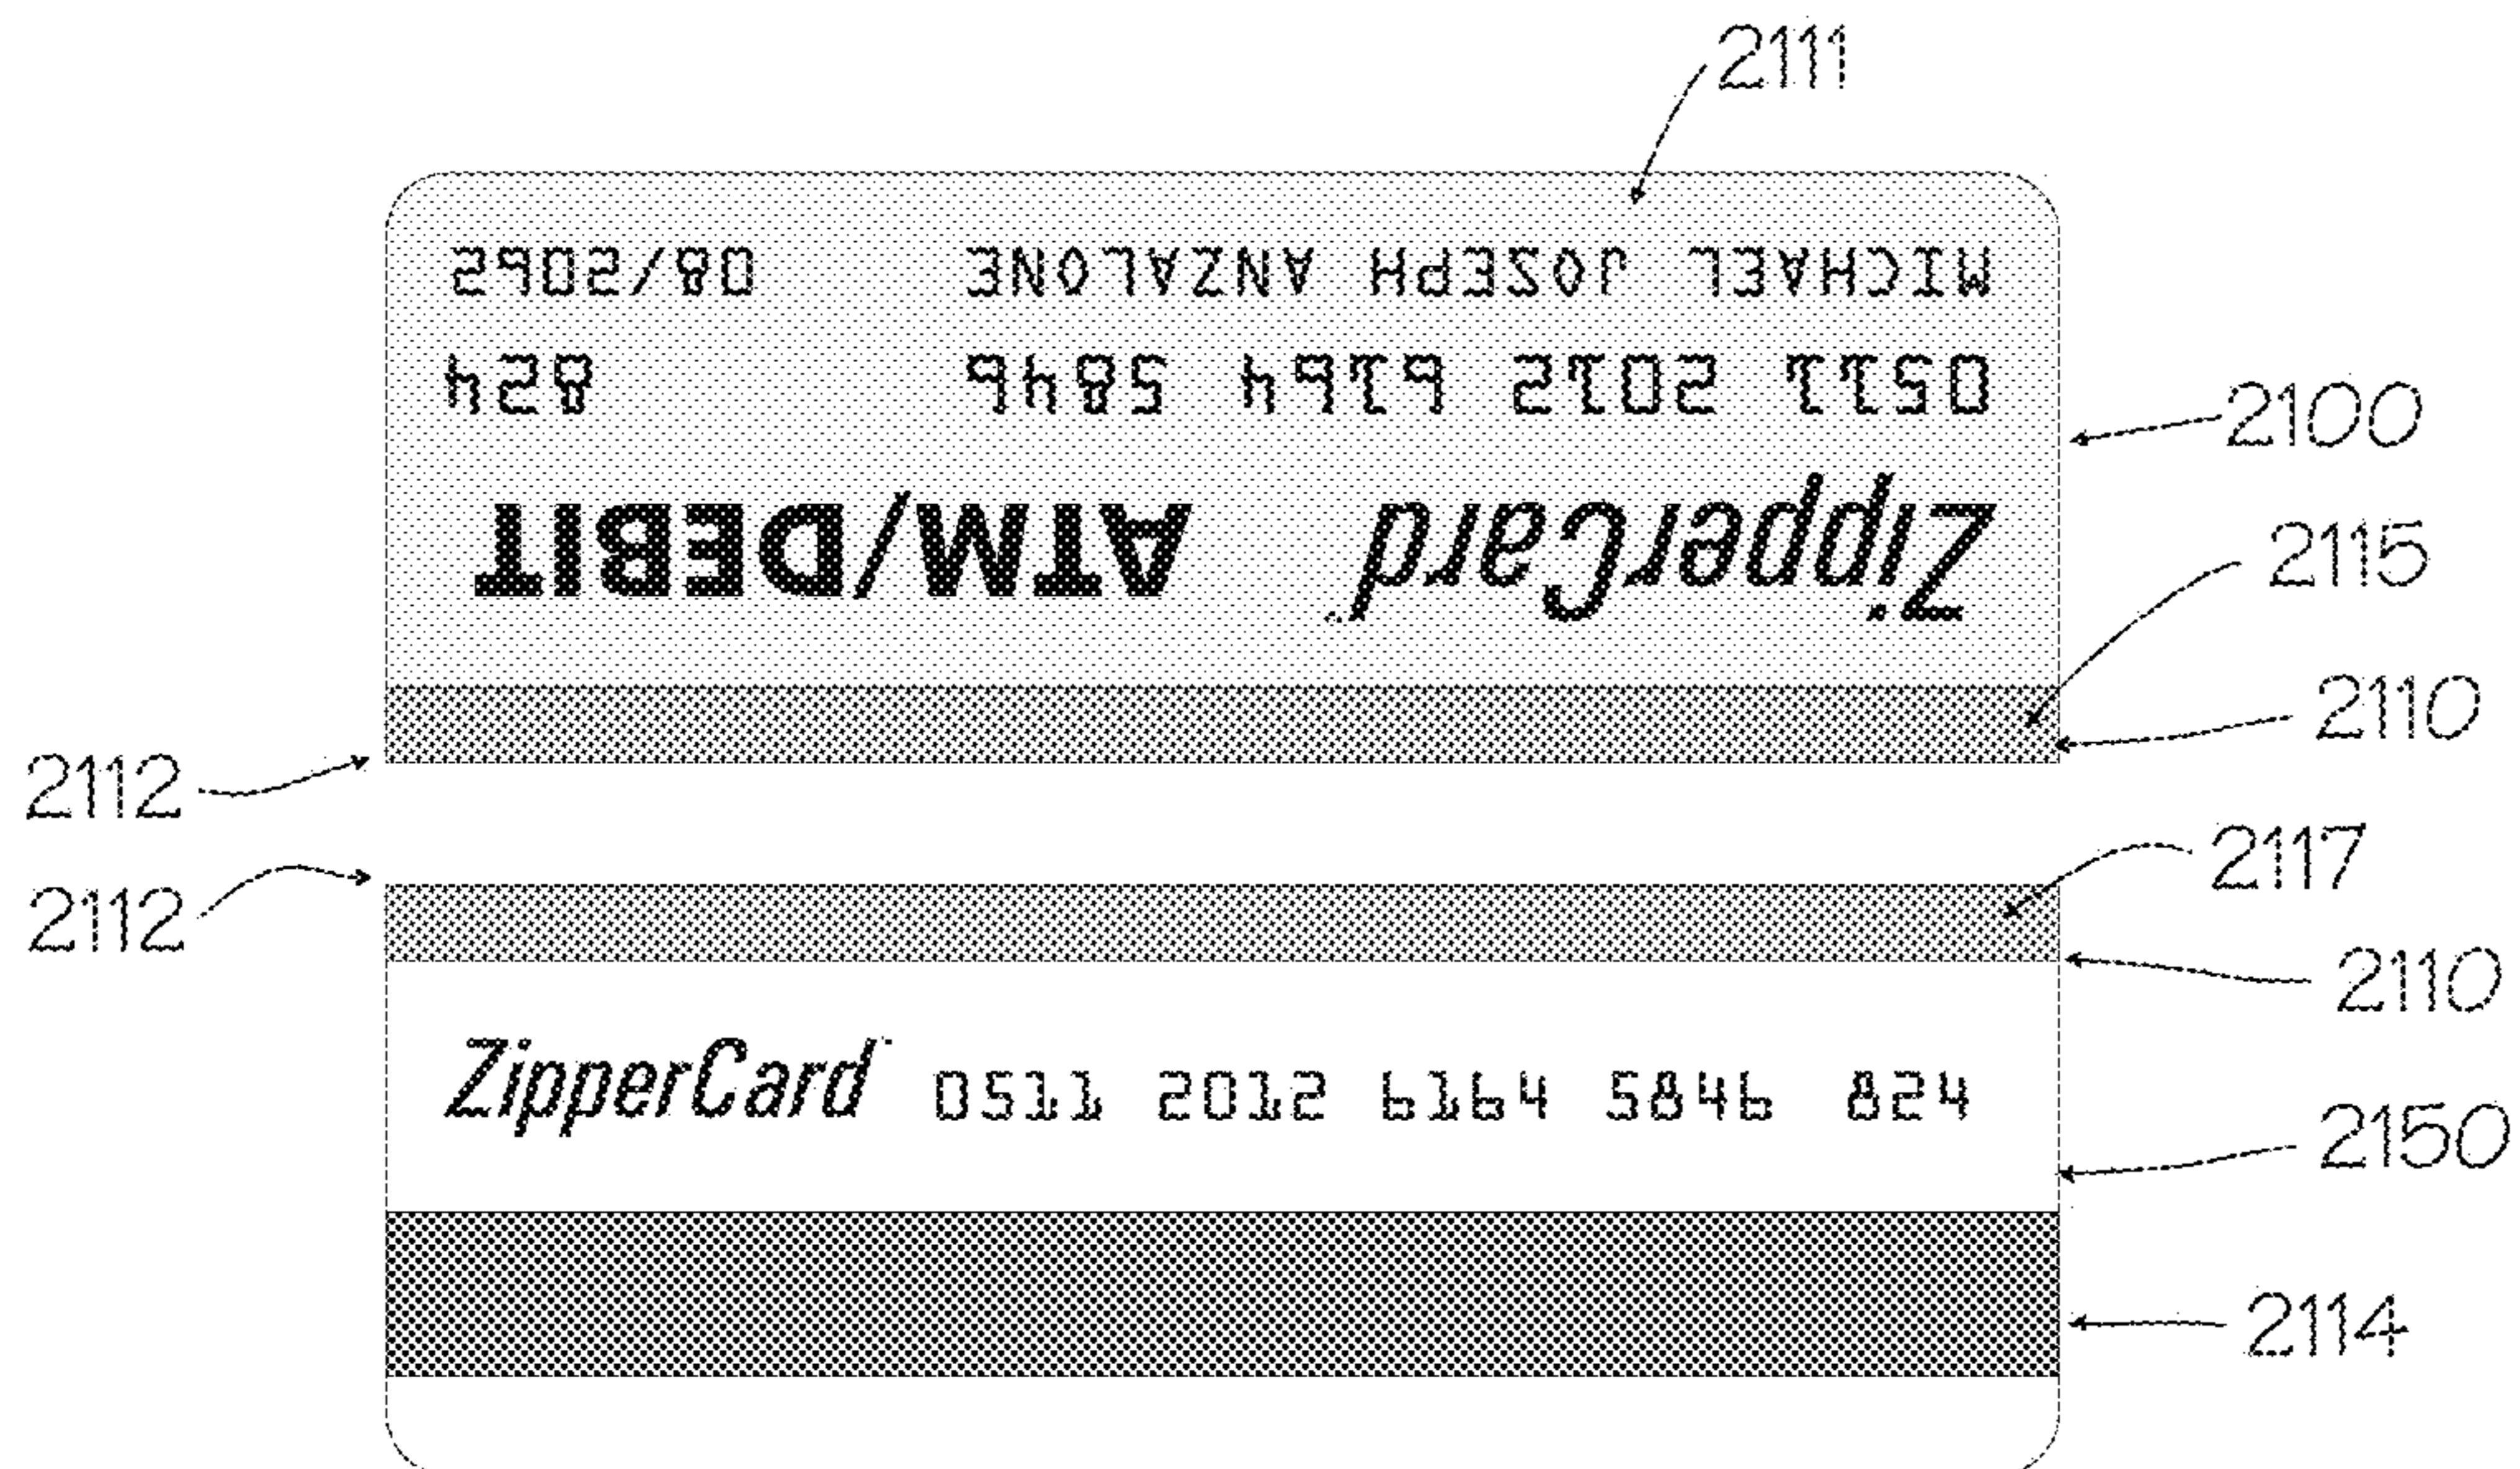 2111
MICHAEL JOSEPH ANZALONE 08/2062
0511 2012 6164 5846 824
2100
ZipperCard ATM/DEBIT
2115
2110
2112
2117
2112
2110
ZipperCard 0511 2012 6164 5846 824
2150
2114